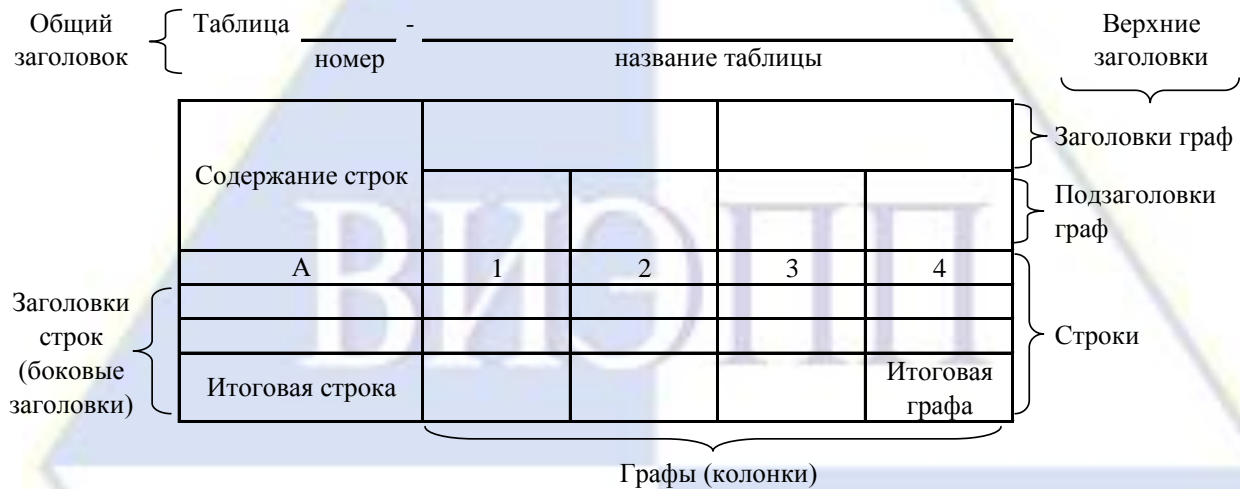 Общий
заголовок
Таблица -
номер
название таблицы
Верхние
заголовки
Содержание строк
Заголовки граф
Подзаголовки
граф
А 1 2 3 4
Заголовки
строк
(боковые
заголовки)
Строки
Итоговая строка
Итоговая
графа
Графы (колонки)
ВИЭПП